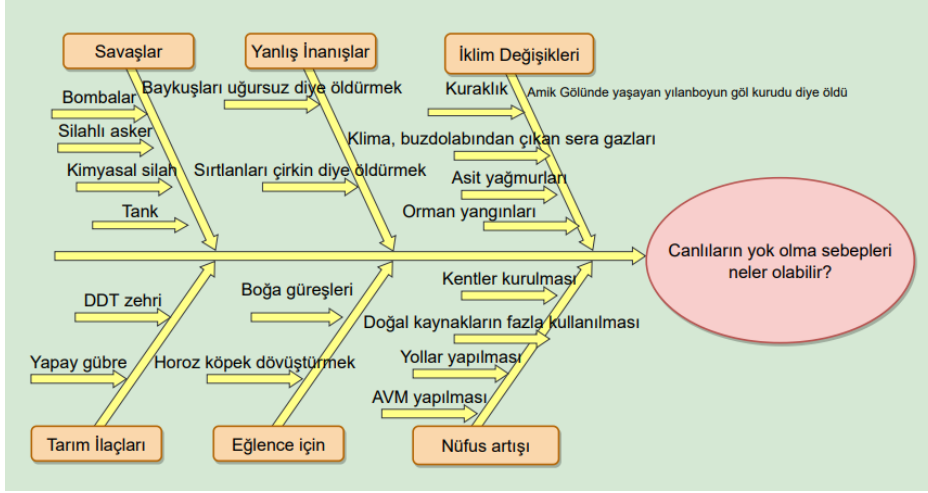 Savaşlar
Yanlış İnanışlar
İklim Değişikleri
Bombalar
Silahlı asker
Kimyasal silah
Tank
Baykuşları uğursuz diye öldürmek
Sırtlanları çirkin diye öldürmek
Kuraklık
Amik Gölünde yaşayan yılanboyun göl kurudu diye öldü
Klima, buzdolabından çıkan sera gazları
Asit yağmurları
Orman yangınları
Canlıların yok olma sebepleri
neler olabilir?
DDT zehri
Yapay gübre
Boğa güreşleri
Horoz köpek dövüştürmek
Kentler kurulması
Doğal kaynakların fazla kullanılması
Yollar yapılması
AVM yapılması
Tarım İlaçları
Eğlence için
Nüfus artışı